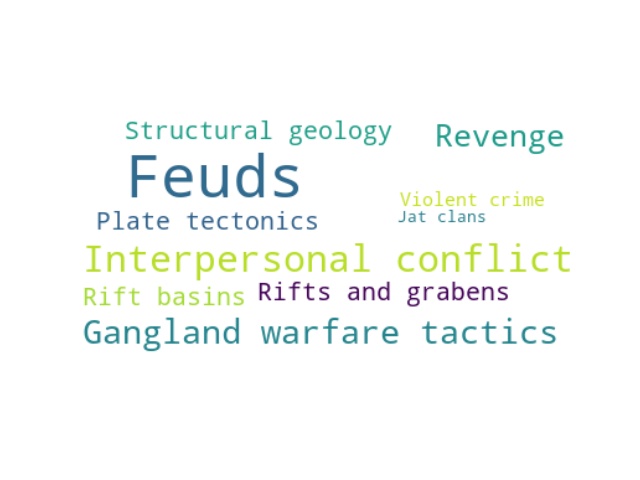 Structural geology
Revenge
Feuds
Violent crime
Plate tectonics
Jat clans
Interpersonal conflict
Rift basins
Rifts and grabens
Gangland warfare tactics